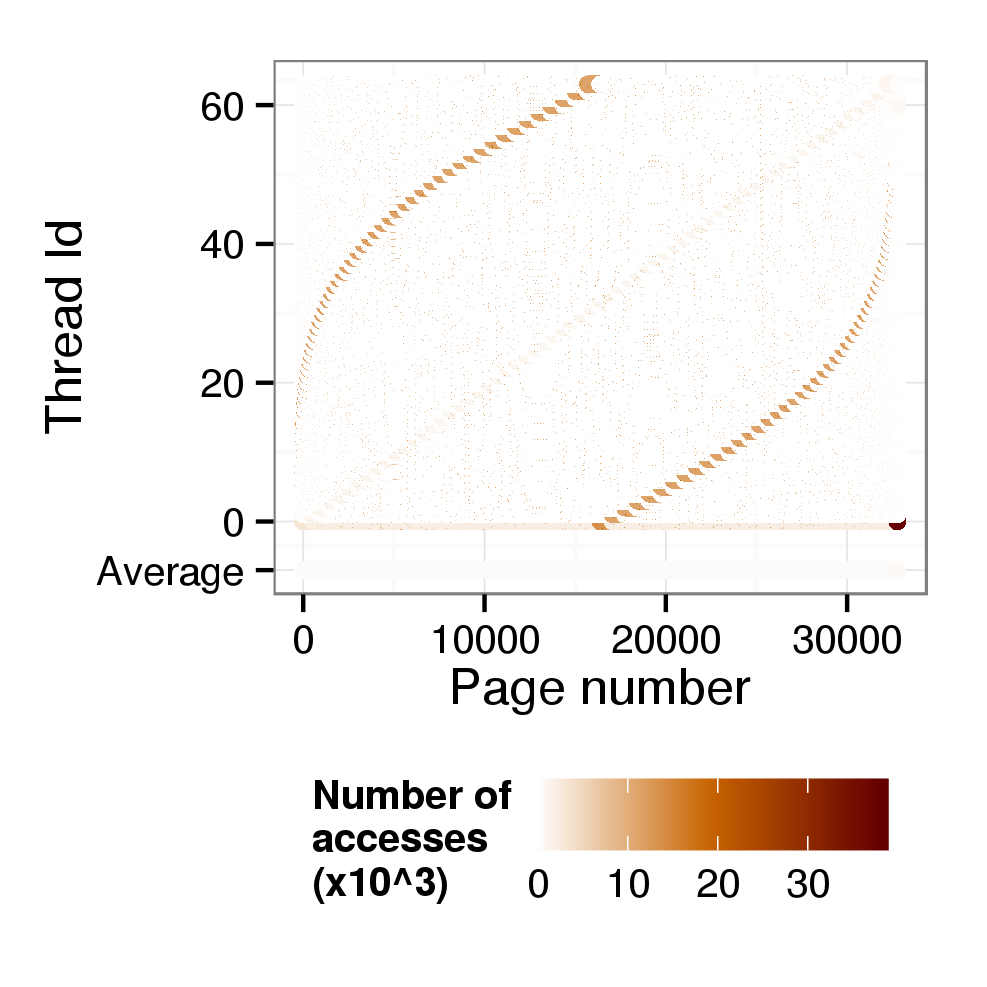 Thread Id
60
40
20
0
Average
0 10000 20000 30000
Page number
Number of
accesses
(x10^3)
0 10 20 30